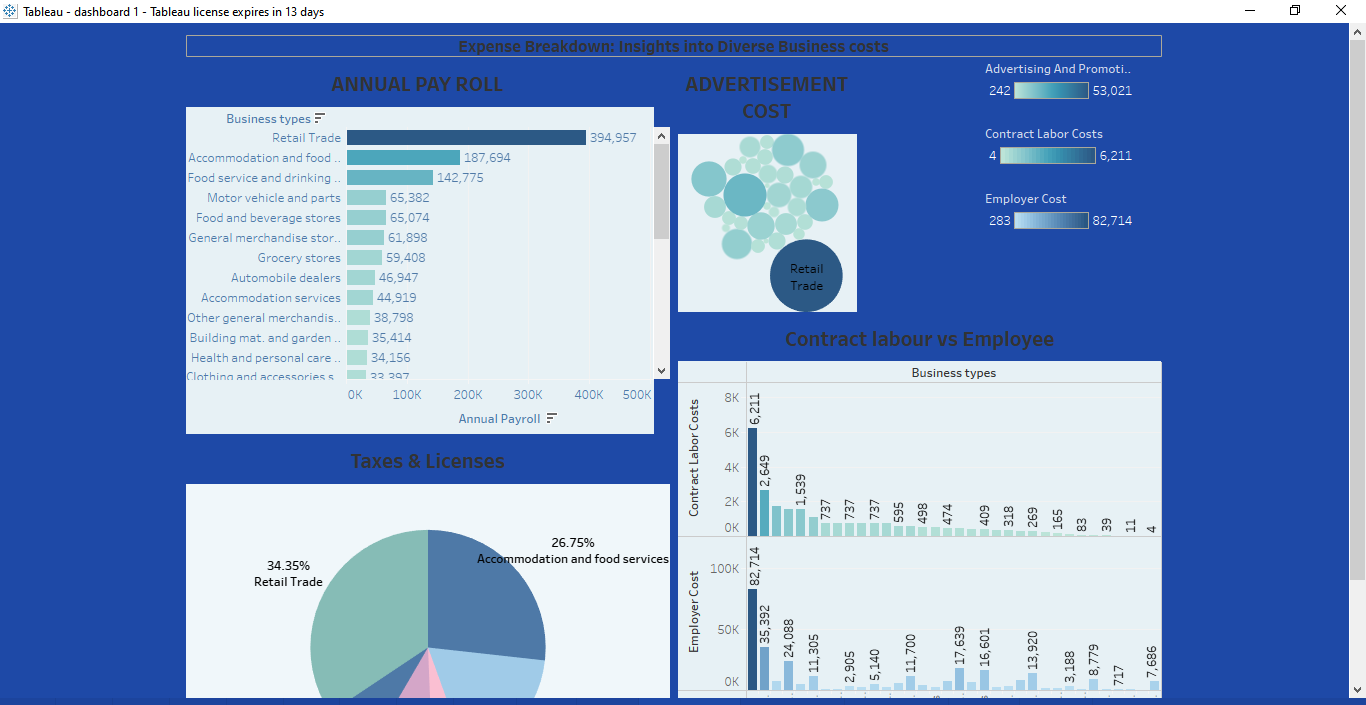 Tableau - dashboard 1 - Tableau license expires in 13 days
Expense Breakdown: Insights into Diverse Business costs
ANNUAL PAY ROLL
Business types
Retail Trade 394,957
Accommodation and food .. 187,694
Food service and drinking .. 142,775
Motor vehicle and parts 65,382
Food and beverage stores 65,074
General merchandise stor.. 61,898
Grocery stores 59,408
Automobile dealers 46,947
Accommodation services 44,919
Other general merchandis.. 38,798
Building mat. and garden .. 35,414
Health and personal care .. 34,156
Clothing and accessories s.. 33,397
0K 100K 200K 300K 400K 500K
Annual Payroll
ADVERTISEMENT
COST
Retail
Trade
Advertising And Promoti..
242 53,021
Contract Labor Costs
4 6,211
Employer Cost
283 82,714
Taxes & Licenses
26.75%
Accommodation and food services
34.35%
Retail Trade
Contract labour vs Employee
Business types
Contract Labor Costs
8K
6K
4K
2K
0K
6,211 2,649 1,539 737 737 737 595 498 474 409 318 269 165 83 39 11 4
Employer Cost
100K
50K
0K
82,714 35,392 24,088 11,305 2,905 5,140 11,700 17,639 16,601 13,920 3,188 8,779 717 7,686